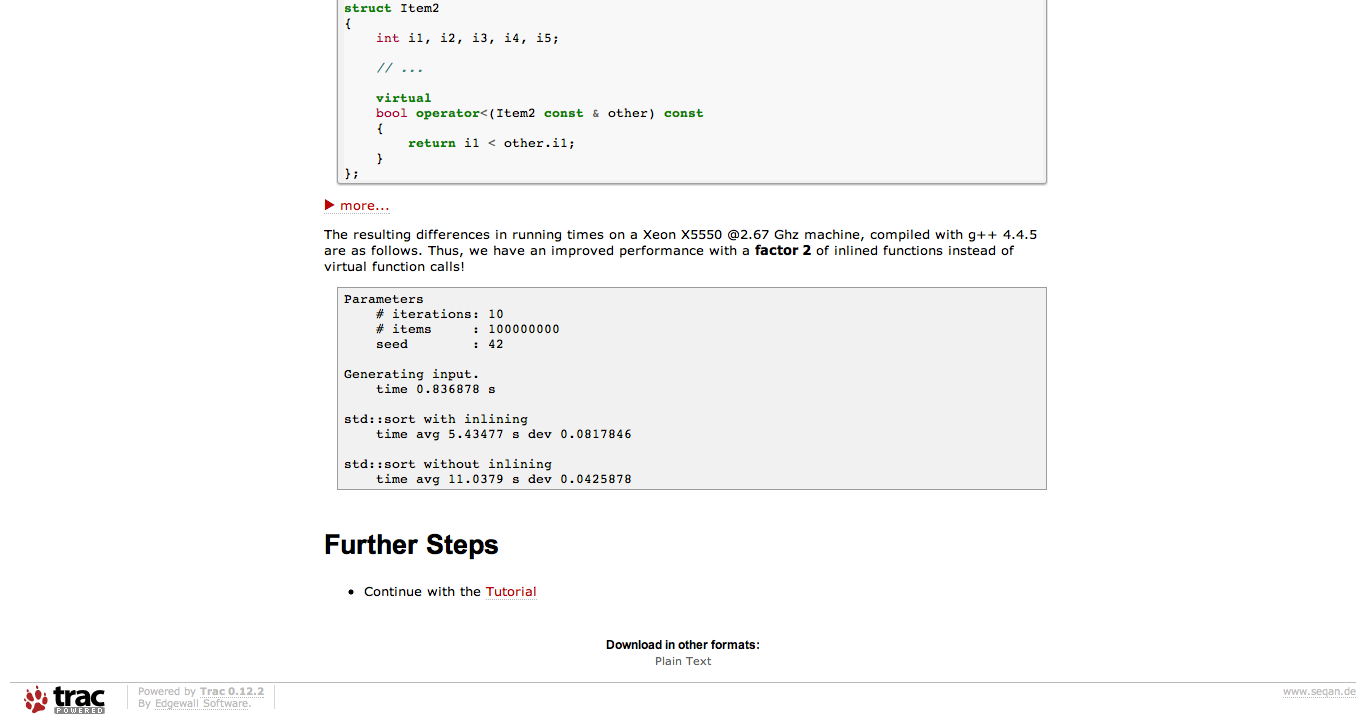 struct Item2
{
    int i1, i2, i3, i4, i5;
    // ...
    virtual
    bool operator<(Item2 const & other) const
    {
        return i1 < other.i1;
    }
};
▶ more...
The resulting differences in running times on a Xeon X5550 @2.67 Ghz machine, compiled with g++ 4.4.5
are as follows. Thus, we have an improved performance with a factor 2 of inlined functions instead of
virtual function calls!
Parameters
    # iterations: 10
    # items     : 100000000
    seed        : 42
Generating input.
    time 0.836878 s
std::sort with inlining
    time avg 5.43477 s dev 0.0817846
std::sort without inlining
    time avg 11.0379 s dev 0.0425878
Further Steps
• Continue with the Tutorial
Download in other formats:
Plain Text
trac
POWERED
Powered by Trac 0.12.2
By Edgewall Software.
www.seqan.de